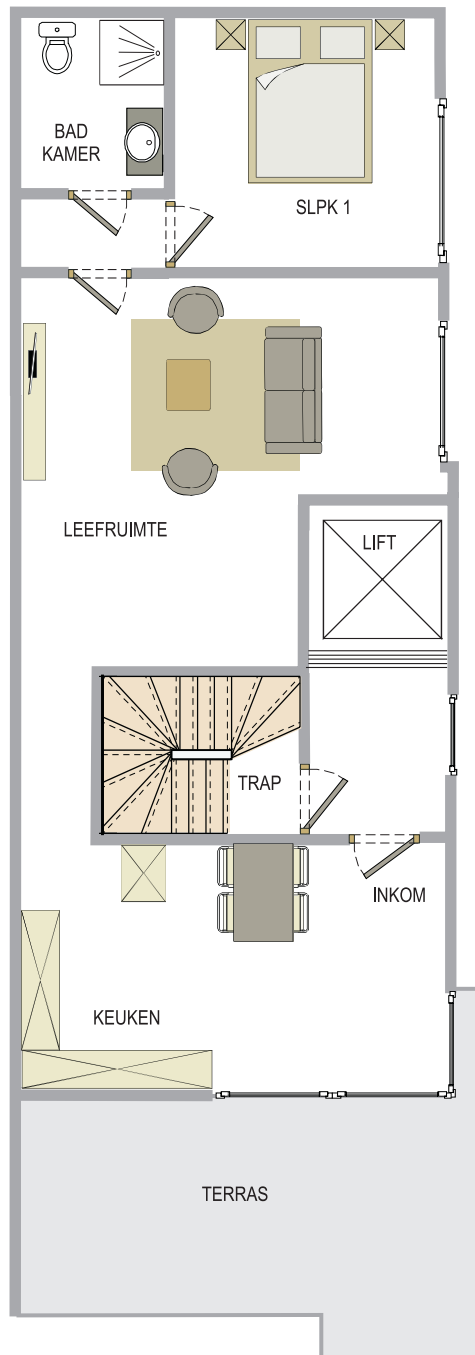 BAD
KAMER
SLPK 1
LEEFRUIMTE
LIFT
TRAP
INKOM
KEUKEN
TERRAS